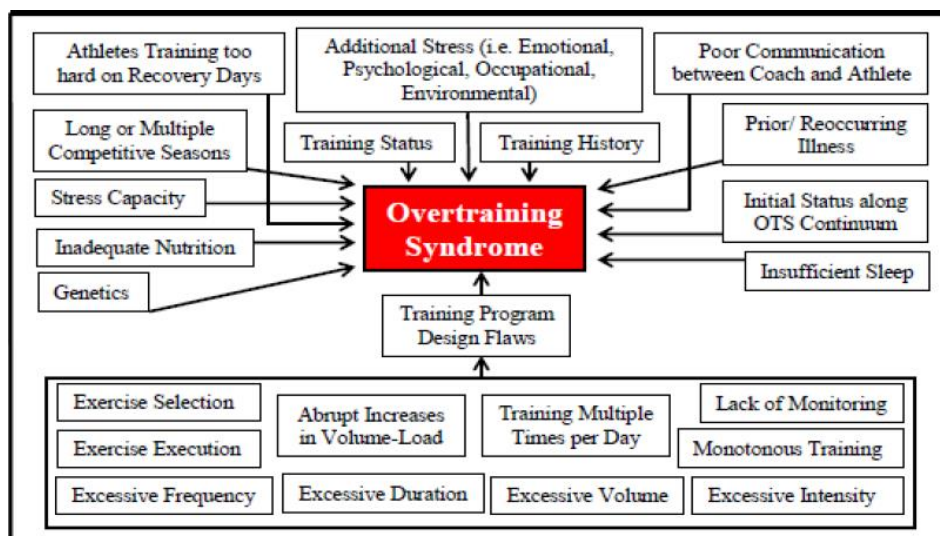 Athletes Training too
hard on Recovery Days
Additional Stress (i.e. Emotional,
Psychological, Occupational,
Environmental)
Poor Communication
between Coach and Athlete
Long or Multiple
Competitive Seasons
Training Status
Training History
Prior/ Reoccurring
Illness
Stress Capacity
Overtraining
Syndrome
Initial Status along
OTS Continuum
Inadequate Nutrition
Insufficient Sleep
Genetics
Training Program
Design Flaws
Exercise Selection
Abrupt Increases
in Volume-Load
Training Multiple
Times per Day
Lack of Monitoring
Exercise Execution
Monotonous Training
Excessive Frequency
Excessive Duration
Excessive Volume
Excessive Intensity